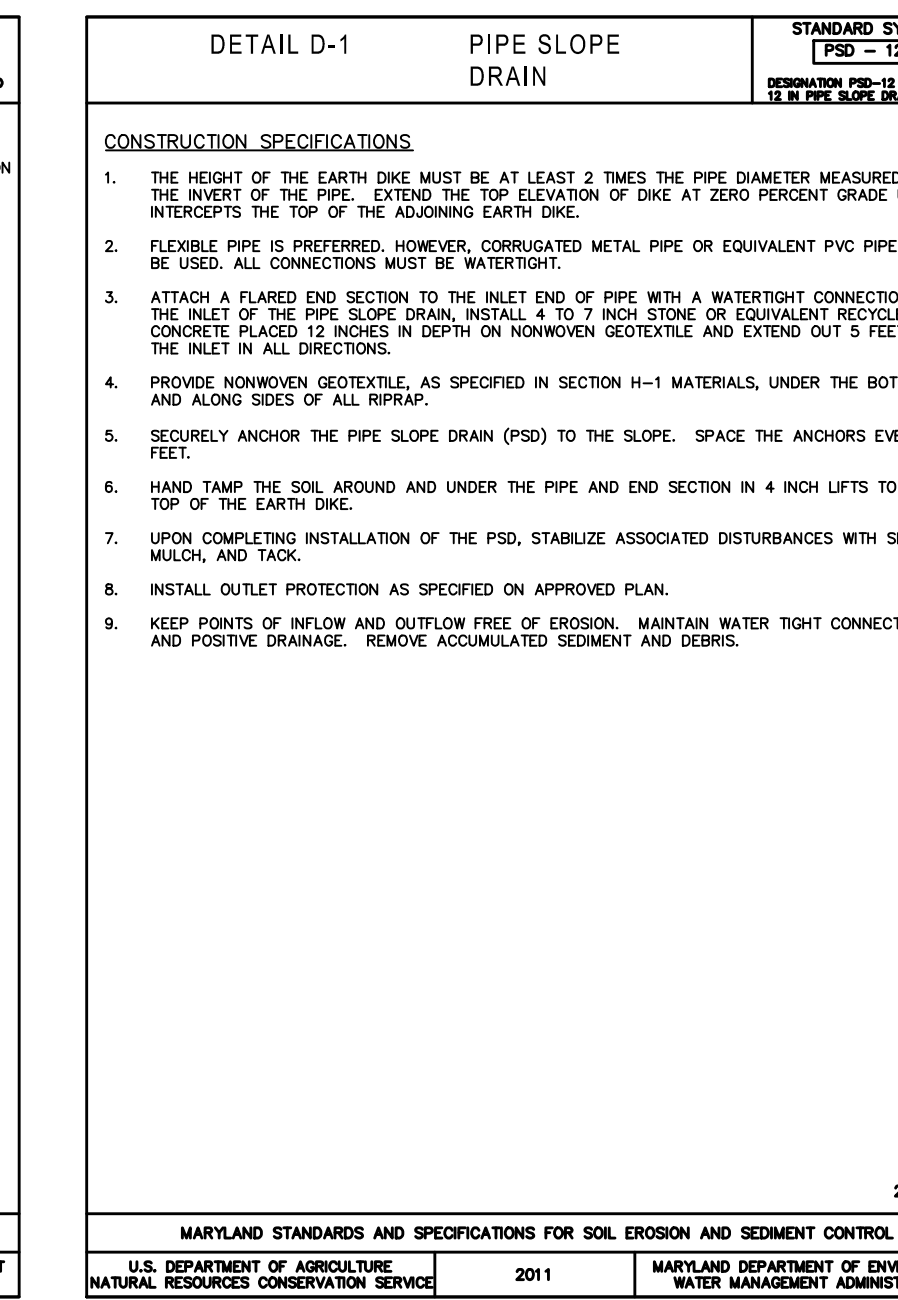 DETAIL D-1 PIPE SLOPE
DRAIN
STANDARD
PSD – 12
DESIGNATION PSD–12
12 IN PIPE SLOPE
CONSTRUCTION SPECIFICATIONS
1. THE HEIGHT OF THE EARTH DIKE MUST BE AT LEAST 2 TIMES THE PIPE DIAMETER MEASURED
THE INVERT OF THE PIPE. EXTEND THE TOP ELEVATION OF DIKE AT ZERO PERCENT GRADE
INTERCEPTS THE TOP OF THE ADJOINING EARTH DIKE.
2. FLEXIBLE PIPE IS PREFERRED. HOWEVER, CORRUGATED METAL PIPE OR EQUIVALENT PVC PIPE
BE USED. ALL CONNECTIONS MUST BE WATERTIGHT.
3. ATTACH A FLARED END SECTION TO THE INLET END OF PIPE WITH A WATERTIGHT
THE INLET OF THE PIPE SLOPE DRAIN, INSTALL 4 TO 7 INCH STONE OR EQUIVALENT
CONCRETE PLACED 12 INCHES IN DEPTH ON NONWOVEN GEOTEXTILE AND EXTEND OUT 5 FEET
THE INLET IN ALL DIRECTIONS.
4. PROVIDE NONWOVEN GEOTEXTILE, AS SPECIFIED IN SECTION H–1 MATERIALS, UNDER THE
AND ALONG SIDES OF ALL RIPRAP.
5. SECURELY ANCHOR THE PIPE SLOPE DRAIN (PSD) TO THE SLOPE. SPACE THE ANCHORS
FEET.
6. HAND TAMP THE SOIL AROUND AND UNDER THE PIPE AND END SECTION IN 4 INCH LIFTS TO
TOP OF THE EARTH DIKE.
7. UPON COMPLETING INSTALLATION OF THE PSD, STABILIZE ASSOCIATED DISTURBANCES WITH
MULCH, AND TACK.
8. INSTALL OUTLET PROTECTION AS SPECIFIED ON APPROVED PLAN.
9. KEEP POINTS OF INFLOW AND OUTFLOW FREE OF EROSION. MAINTAIN WATER TIGHT
AND POSITIVE DRAINAGE. REMOVE ACCUMULATED SEDIMENT AND DEBRIS.
MARYLAND STANDARDS AND SPECIFICATIONS FOR SOIL EROSION AND SEDIMENT CONTROL
U.S. DEPARTMENT OF AGRICULTURE
NATURAL RESOURCES CONSERVATION SERVICE
2011
MARYLAND DEPARTMENT OF
WATER MANAGEMENT